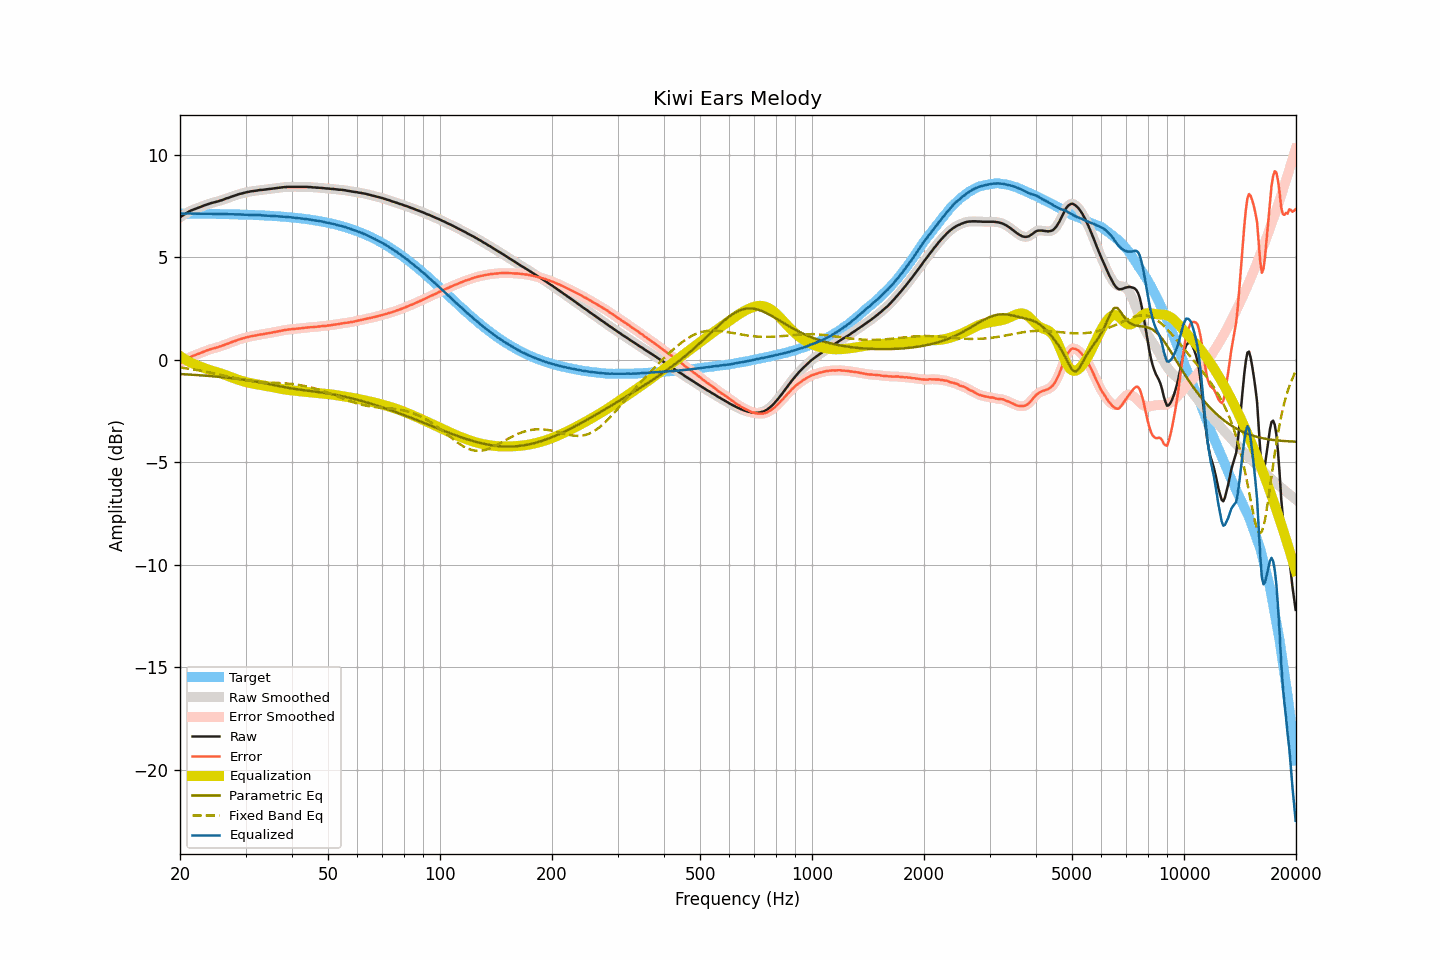 Kiwi Ears Melody
Amplitude (dBr)
10
5
0
−5
−10
−15
−20
Target
Raw Smoothed
Error Smoothed
Raw
Error
Equalization
Parametric Eq
Fixed Band Eq
Equalized
20 50 100 200 500 1000 2000 5000 10000 20000
Frequency (Hz)